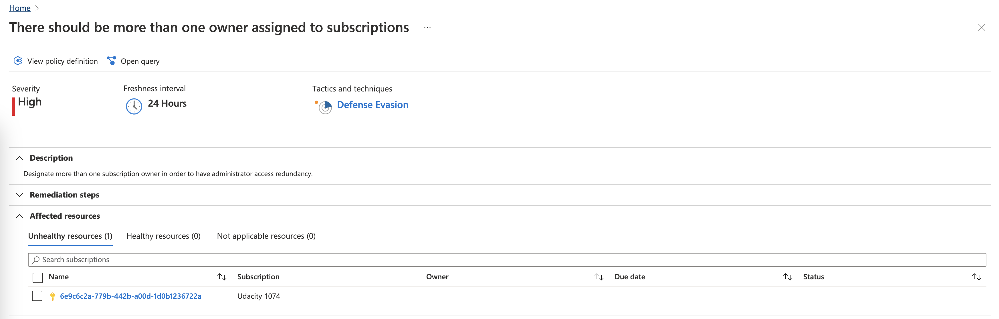 Home
There should be more than one owner assigned to subscriptions ...
View policy definition Open query
Severity Freshness interval Tactics and techniques
High 24 Hours Defense Evasion
Description
Designate more than one subscription owner in order to have administrator access redundancy.
Remediation steps
Affected resources
Unhealthy resources (1) Healthy resources (0) Not applicable resources (0)
Search subscriptions
Name Subscription Owner Due date Status
6e9c6c2a-779b-442b-a00d-1d0b1236722a Udacity 1074